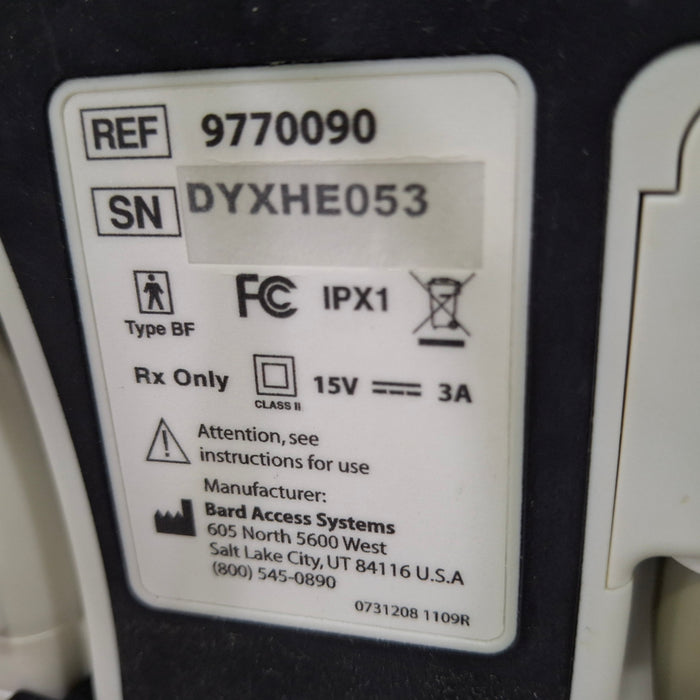 REF 9770090
SN DYXHE053
Type BF
FC IPX1
Rx Only
CLASS II
15V 3A
Attention, see
instructions for use
Manufacturer:
Bard Access Systems
605 North 5600 West
Salt Lake City, UT 84116 U.S.A
(800) 545-0890
0731208 1109R